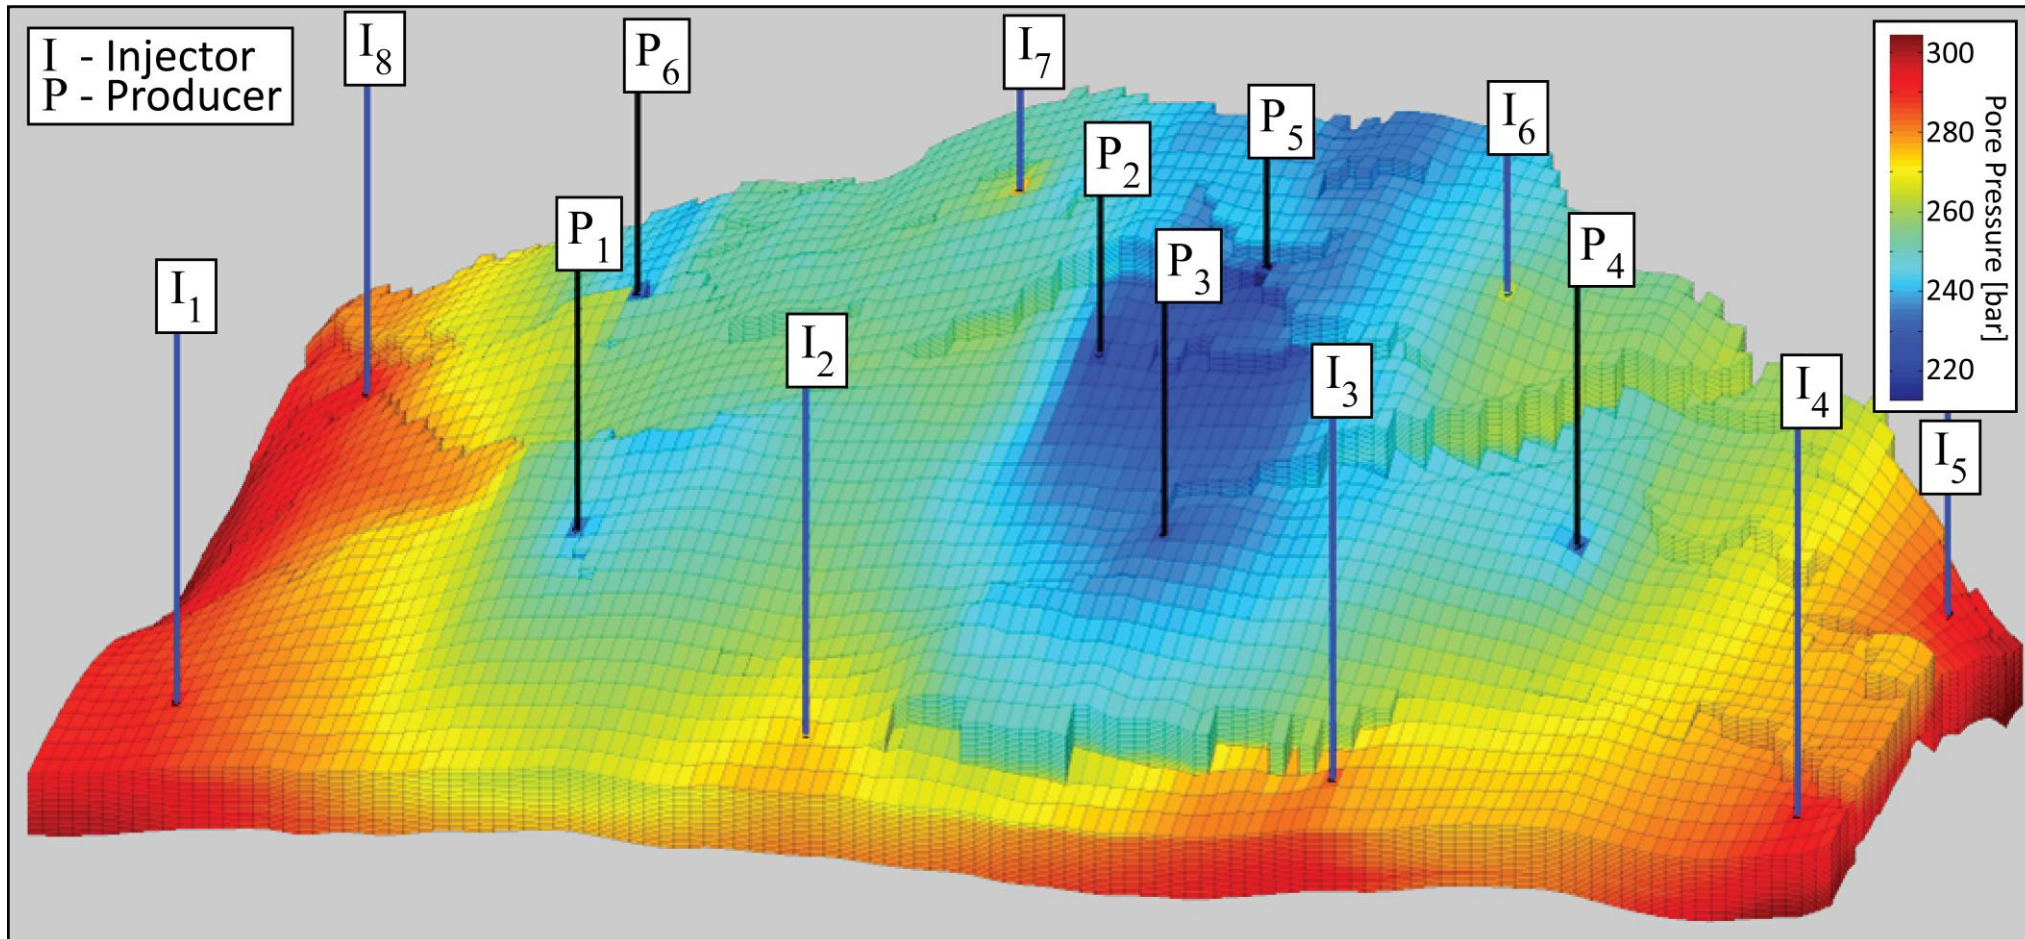 I - Injector
P - Producer
I8
P6
I7
P5
I6
P2
P1
P3
P4
I1
I2
I3
I4
I5
300
280
260
240
220
Pore Pressure [bar]